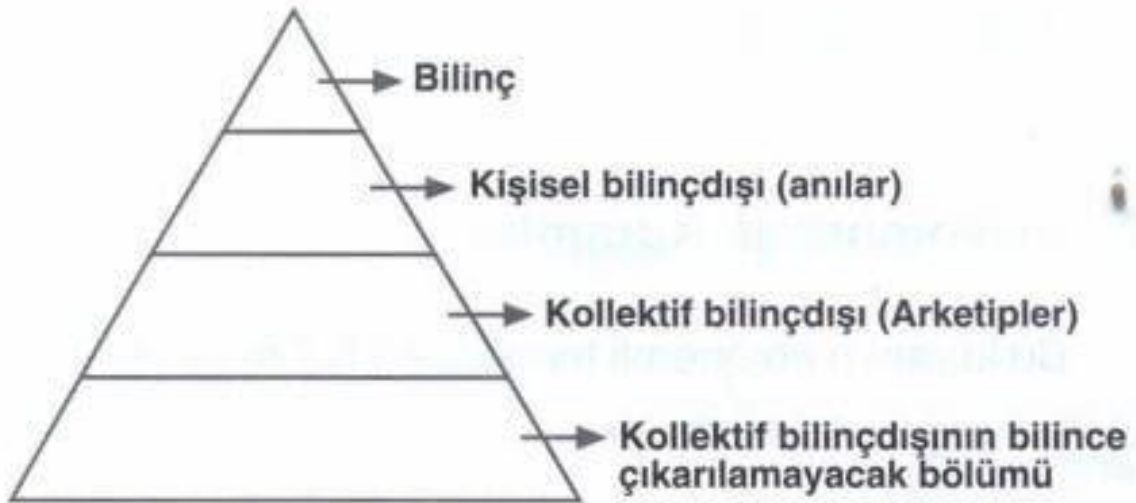 Bilinç
Kişisel bilinçdışı (anılar)
Kollektif bilinçdışı (Arketipler)
Kollektif bilinçdışının bilince
çıkarılamayacak bölümü